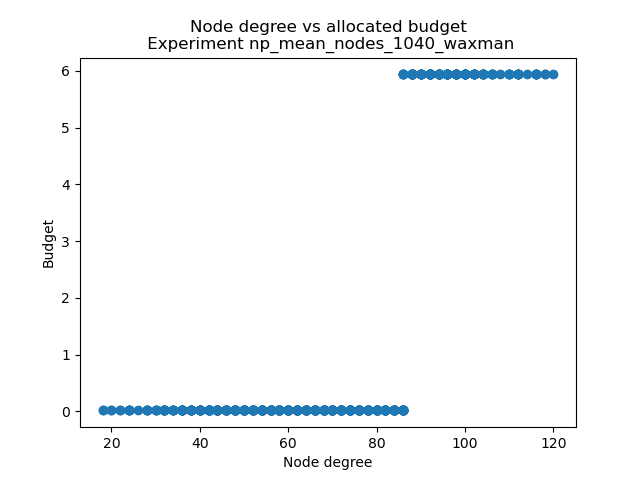 Node degree vs allocated budget
Experiment np_mean_nodes_1040_waxman
6
5
4
3
2
1
0
Budget
20 40 60 80 100 120
Node degree